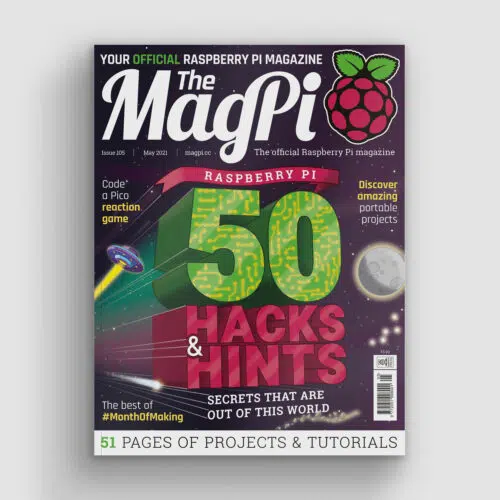 YOUR OFFICIAL RASPBERRY PI MAGAZINE
The
MagPi
Issue 105 | May 2021 | magpi.cc
The official Raspberry Pi magazine
RASPBERRY PI
50
HACKS
&
HINTS
SECRETS THAT ARE
OUT OF THIS WORLD
Code
a Pico
reaction
game
Discover
amazing
portable
projects
The best of
#MonthOfMaking
51 PAGES OF PROJECTS & TUTORIALS